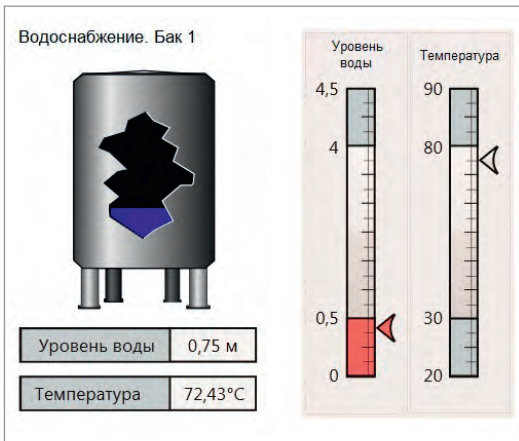 Водоснабжение. Бак 1
Уровень воды 0,75 м
Температура 72,43°C
Уровень
воды
4,5
4
0,5
0
Температура
90
80
30
20